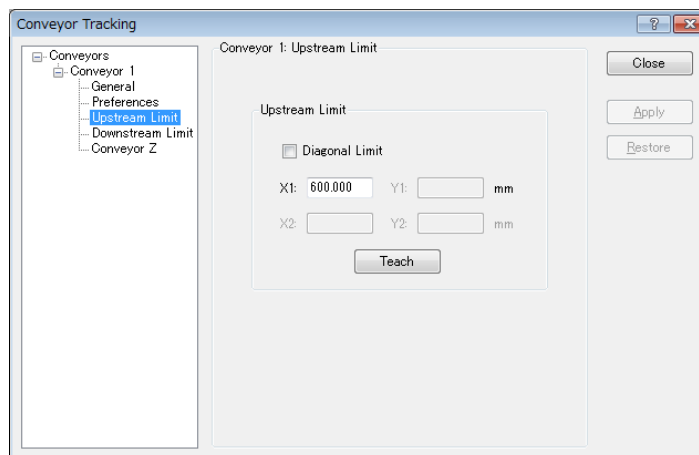 Conveyor Tracking
Conveyors
Conveyor 1
General
Preferences
Upstream Limit
Downstream Limit
Conveyor Z
Conveyor 1: Upstream Limit
Upstream Limit
Diagonal Limit
X1: 600.000 Y1: mm
X2: Y2: mm
Teach
Close
Apply
Restore